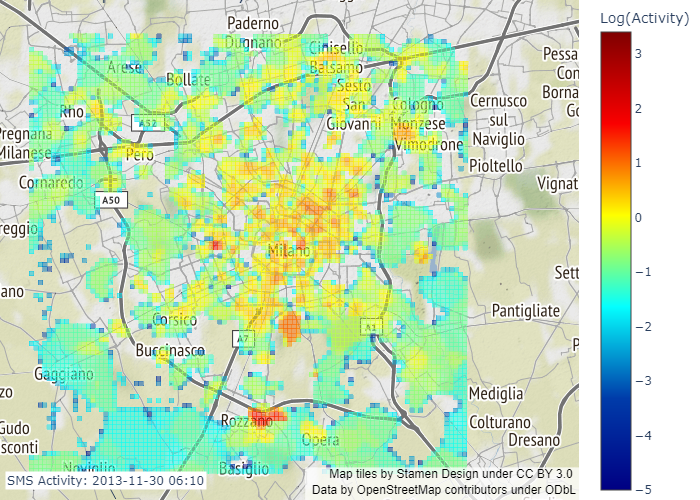 Log(Activity)
Paderno
Dugnano
Cinisello
Balsamo
Arese
Bollate
Sesto
San
Giovanni
Rho
A52
Cologno
Monzese
Cernusco
sul
Naviglio
Pessa
Con
Borna
Go
Pregnana
Milanese
Pero
Vimodrone
Pioltello
Cornaredo
A50
Vignat
reggio
Milano
Sett
ano
Pantigliate
Corsico
A7
A1
Buccinasco
P
Gaggiano
zo
Mediglia
Rozzano
Colturano
Gudo
sconti
Opera
Dresano
Noviglio
Basiglio
3
2
1
0
−1
−2
−3
−4
−5
SMS Activity: 2013-11-30 06:10
Map tiles by Stamen Design under CC BY 3.0
Data by OpenStreetMap contributors under ODbL